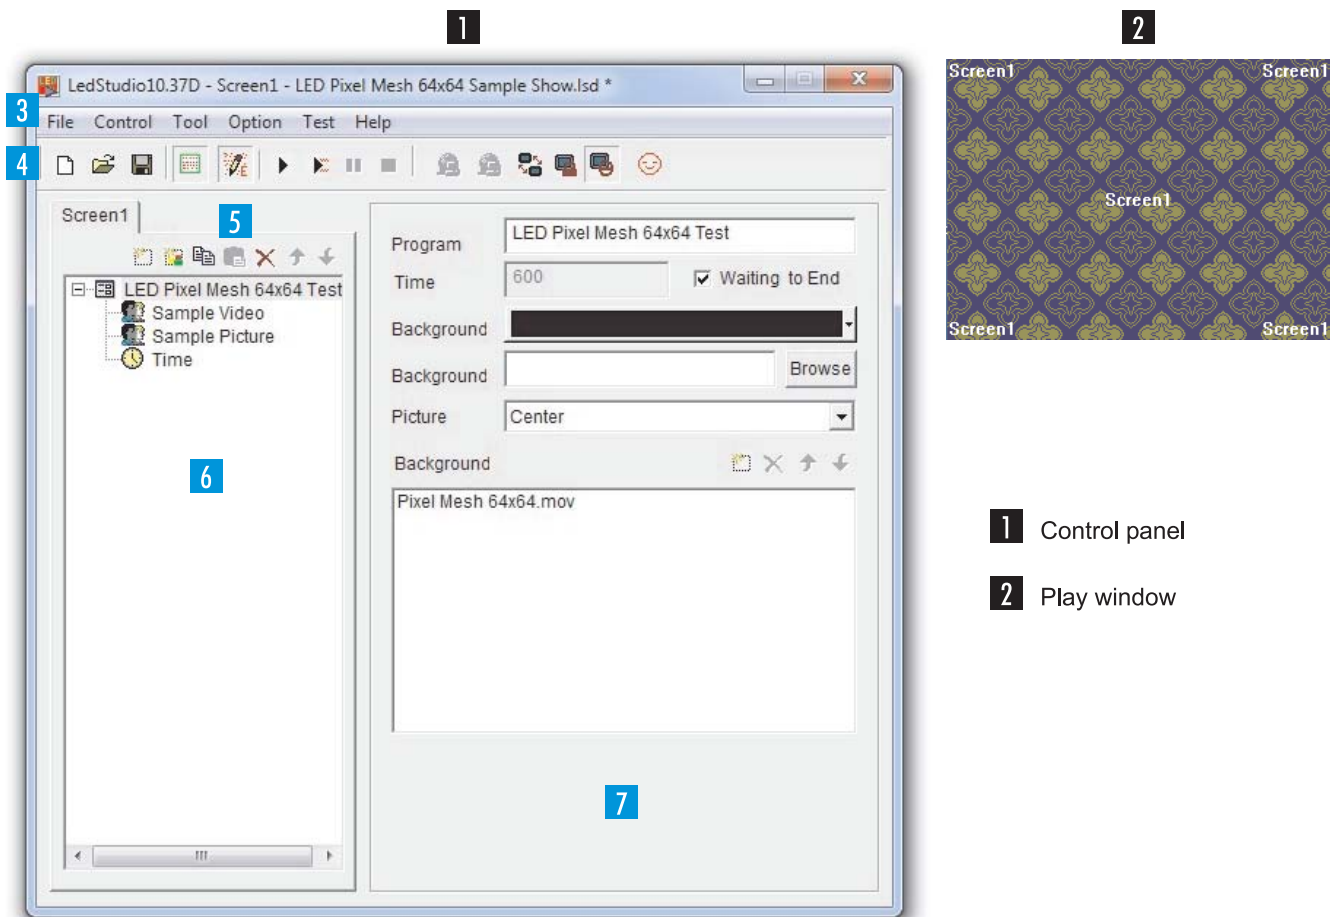 1
2
LedStudio10.37D - Screen1 - LED Pixel Mesh 64x64 Sample Show.lsd *
3
File Control Tool Option Test Help
4
Screen1
5
LED Pixel Mesh 64x64 Test
Sample Video
Sample Picture
Time
6
Program LED Pixel Mesh 64x64 Test
Time 600 Waiting to End
Background
Background Browse
Picture Center
Background
Pixel Mesh 64x64.mov
7
Screen1 Screen1
Screen1
Screen1 Screen1
1 Control panel
2 Play window